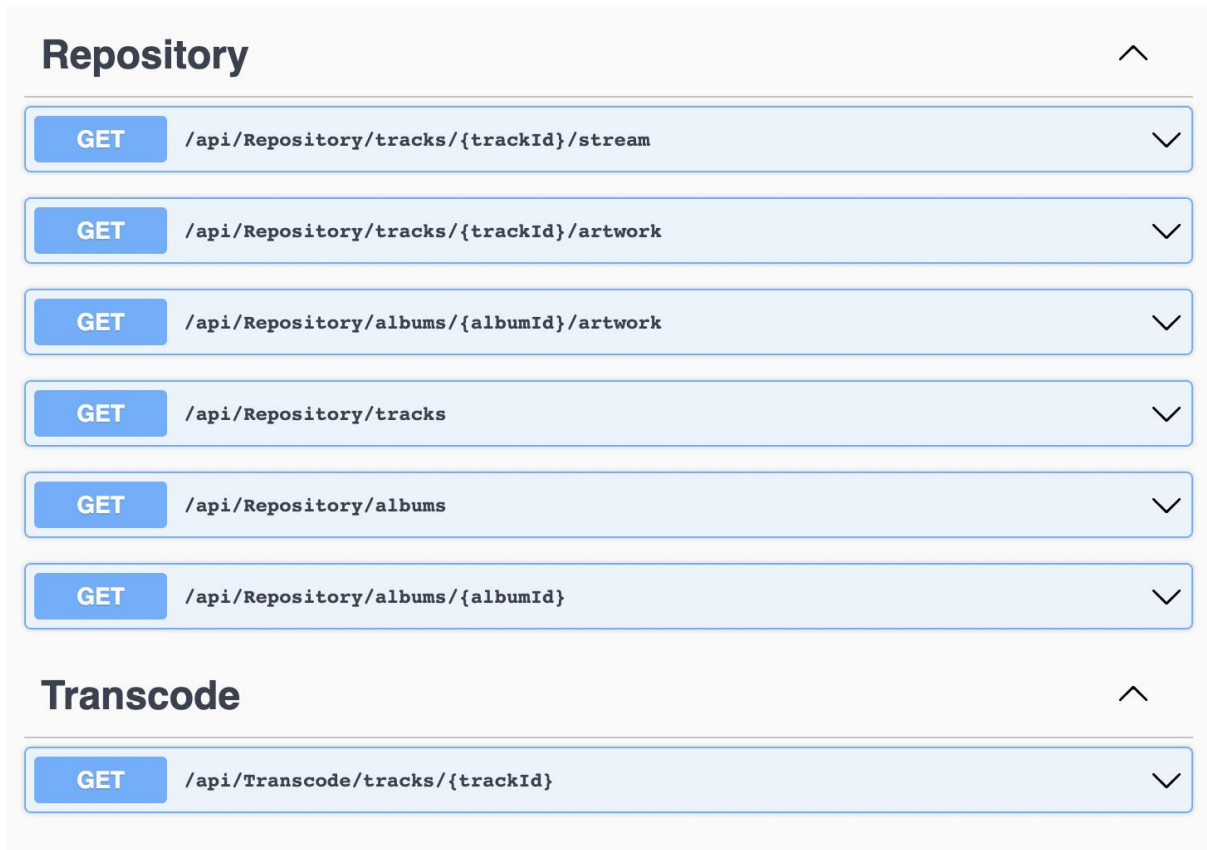 Repository
GET /api/Repository/tracks/{trackId}/stream
GET /api/Repository/tracks/{trackId}/artwork
GET /api/Repository/albums/{albumId}/artwork
GET /api/Repository/tracks
GET /api/Repository/albums
GET /api/Repository/albums/{albumId}
Transcode
GET /api/Transcode/tracks/{trackId}